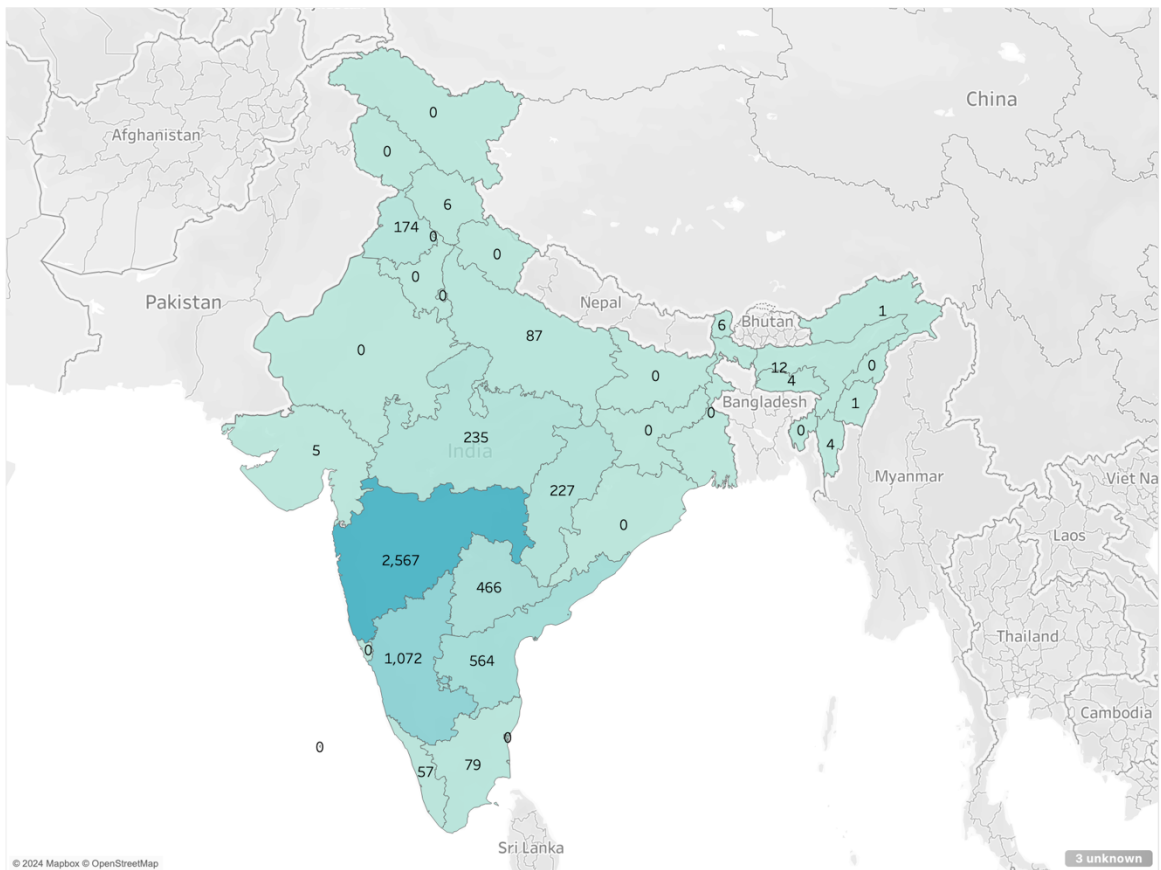 China
0
Afghanistan
0
6
174
0
0
0
Pakistan
0
Nepal
1
6
Bhutan
87
0
0
12
0
4
Bangladesh
1
0
235
0
0
4
India
5
Myanmar
Viet Na
227
0
Laos
2,567
466
Thailand
0
1,072
564
Cambodia
0
0
57
79
Sri Lanka
© 2024 Mapbox © OpenStreetMap
3 unknown